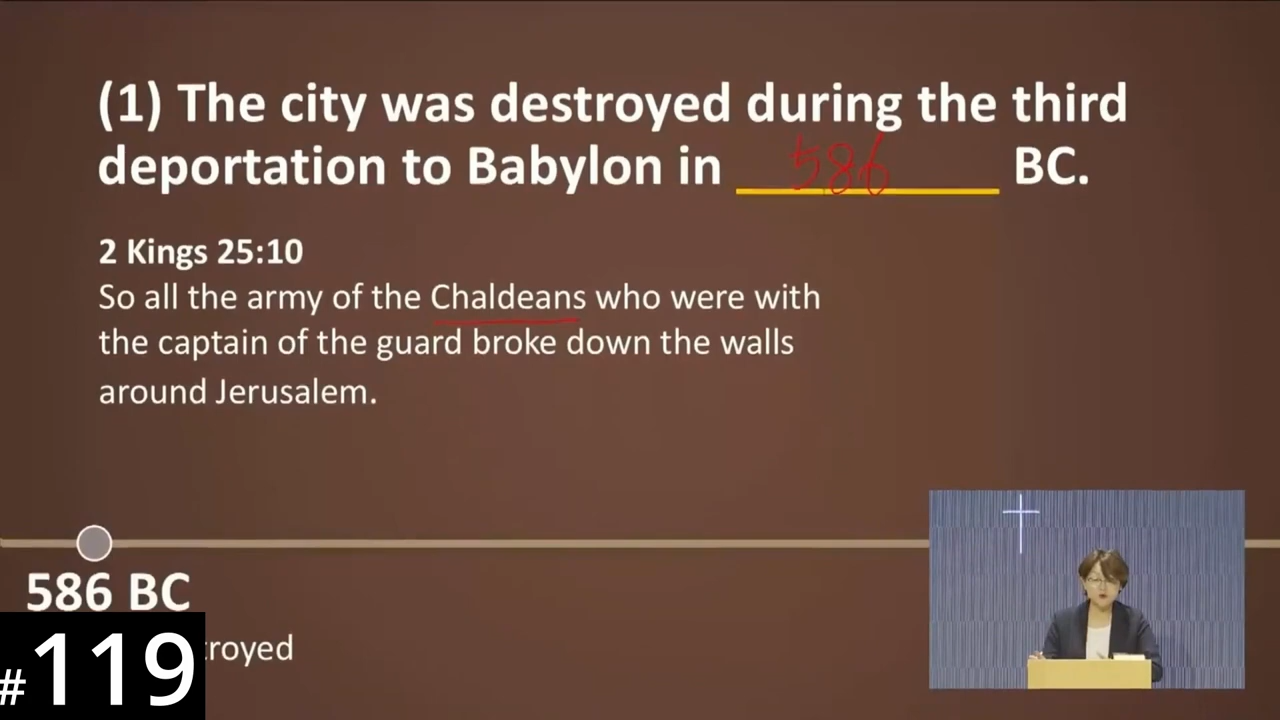 (1) The city was destroyed during the third
deportation to Babylon in 586 BC.
2 Kings 25:10
So all the army of the Chaldeans who were with
the captain of the guard broke down the walls
around Jerusalem.
586 BC
troyed
#119